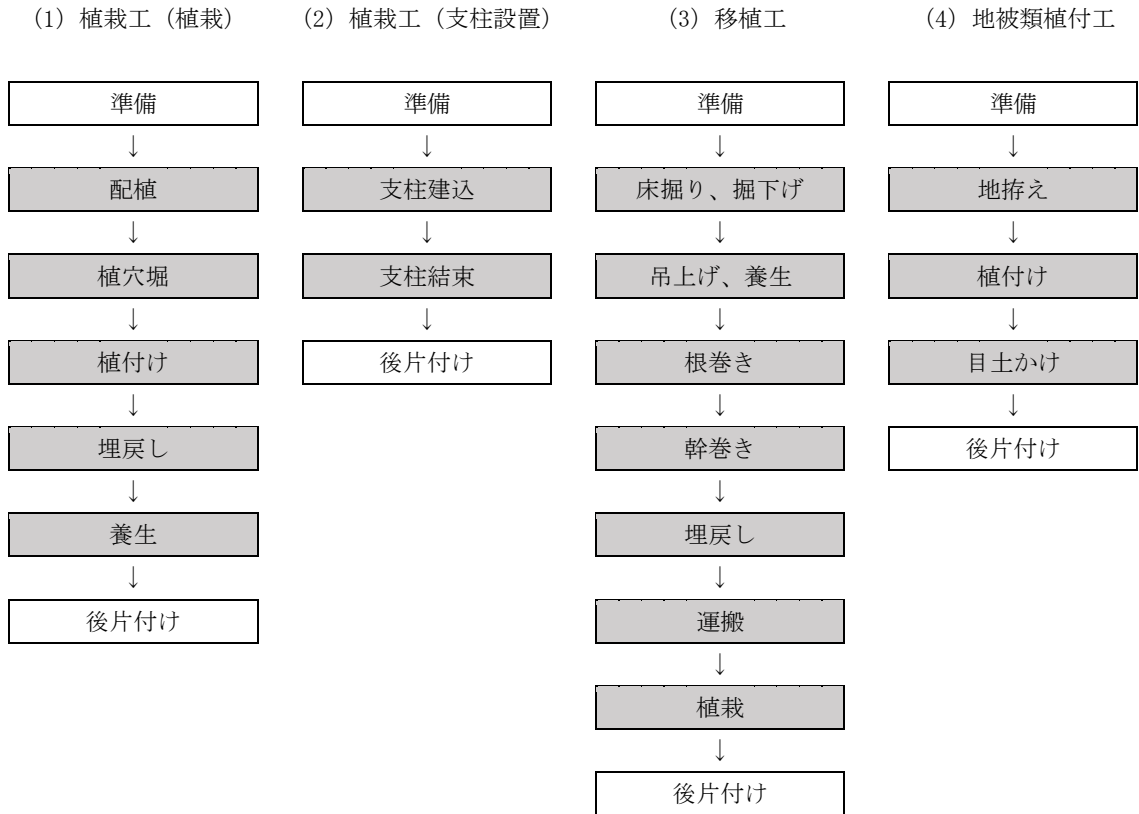 (1) 植栽工（植栽）
準備
↓
配植
↓
植穴堀
↓
植付け
↓
埋戻し
↓
養生
↓
後片付け
(2) 植栽工（支柱設置）
準備
↓
支柱建込
↓
支柱結束
↓
後片付け
(3) 移植工
準備
↓
床掘り、掘下げ
↓
吊上げ、養生
↓
根巻き
↓
幹巻き
↓
埋戻し
↓
運搬
↓
植栽
↓
後片付け
(4) 地被類植付工
準備
↓
地拵え
↓
植付け
↓
目土かけ
↓
後片付け